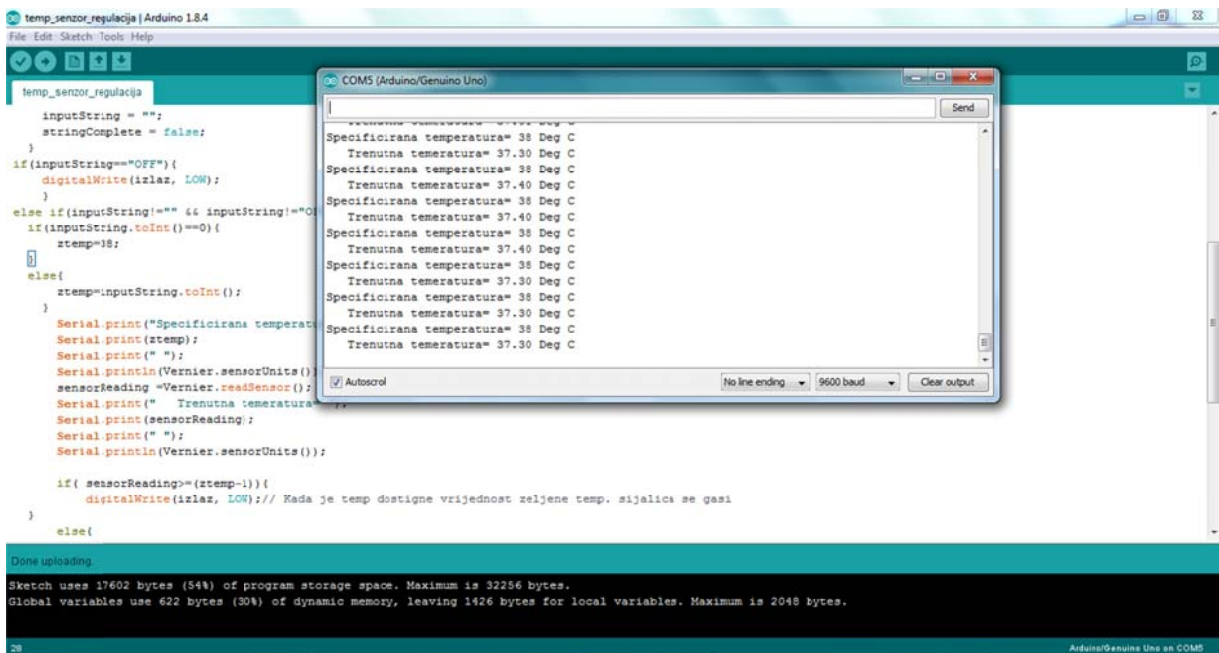 temp_senzor_regulacija | Arduino 1.8.4
File Edit Sketch Tools Help
temp_senzor_regulacija
inputString = "";
stringComplete = false;
}
if(inputString=="OFF"){
digitalWrite(izlaz, LOW);
}
else if(inputString!="" && inputString!="O
if(inputString.toInt()==0){
ztemp=38;
}
else{
ztemp=inputString.toInt();
}
Serial.print("Specificirana temperatu
Serial.print(ztemp);
Serial.print(" ");
Serial.println(Vernier.sensorUnits()
sensorReading =Vernier.readSensor();
Serial.print("   Trenutna temeratura=
Serial.print(sensorReading);
Serial.print(" ");
Serial.println(Vernier.sensorUnits());
if( sensorReading>=(ztemp-1)){
digitalWrite(izlaz, LOW);// Kada je temp dostigne vrijednost zeljene temp. sijalica se gasi
}
else{
COM5 (Arduino/Genuino Uno)
Send
Specificirana temperatura= 38 Deg C
Trenutna temeratura= 37.30 Deg C
Specificirana temperatura= 38 Deg C
Trenutna temeratura= 37.40 Deg C
Specificirana temperatura= 38 Deg C
Trenutna temeratura= 37.40 Deg C
Specificirana temperatura= 38 Deg C
Trenutna temeratura= 37.40 Deg C
Specificirana temperatura= 38 Deg C
Trenutna temeratura= 37.30 Deg C
Specificirana temperatura= 38 Deg C
Trenutna temeratura= 37.30 Deg C
Specificirana temperatura= 38 Deg C
Trenutna temeratura= 37.30 Deg C
Autoscrol
No line ending
9600 baud
Clear output
Done uploading.
Sketch uses 17602 bytes (54%) of program storage space. Maximum is 32256 bytes.
Global variables use 622 bytes (30%) of dynamic memory, leaving 1426 bytes for local variables. Maximum is 2048 bytes.
28
Arduino/Genuino Uno on COM5